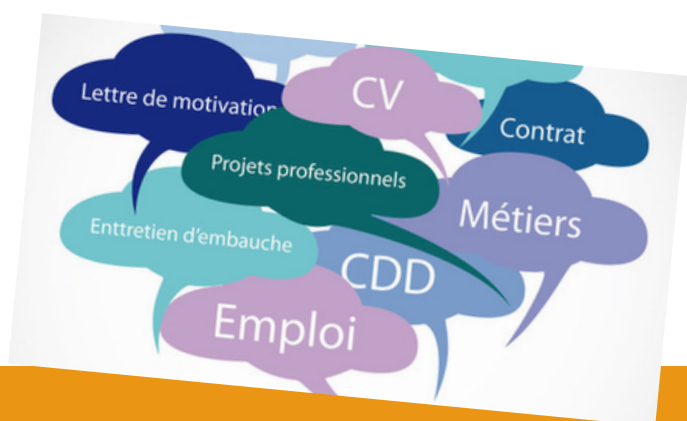 Lettre de motivation
CV
Contrat
Projets professionnels
Métiers
Enttretien d'embauche
CDD
Emploi